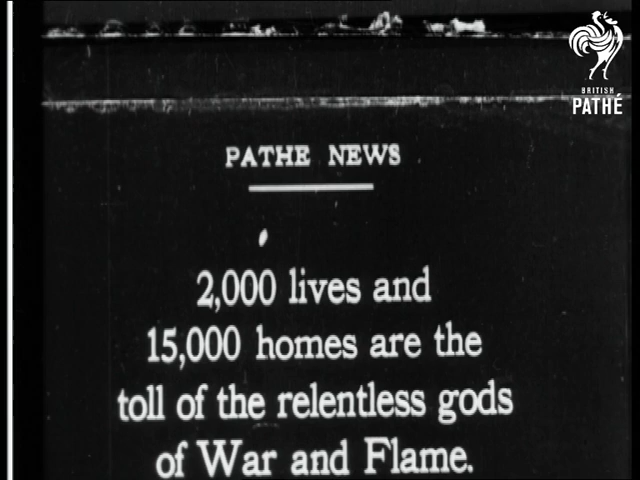 BRITISH
PATHÉ
PATHE NEWS
2,000 lives and
15,000 homes are the
toll of the relentless gods
of War and Flame.